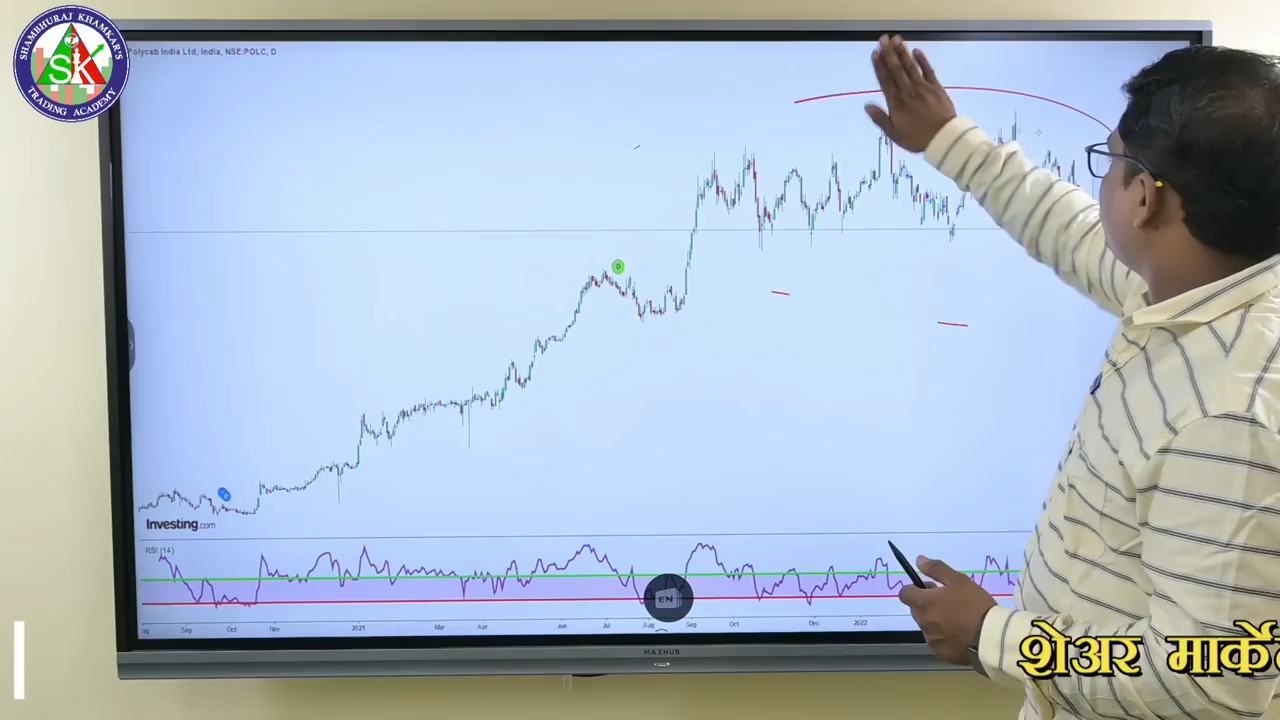 SHAMBHURAJ KHAMKAR'S
SK
TRADING ACADEMY
Polycab India Ltd, India, NSE:POLC, D
D
Investing.com
RSI (14)
Sep Oct Nov 2021 Mar Apr Jun Jul Aug Sep Oct Dec 2022
EN
MAXHUB
शेअर